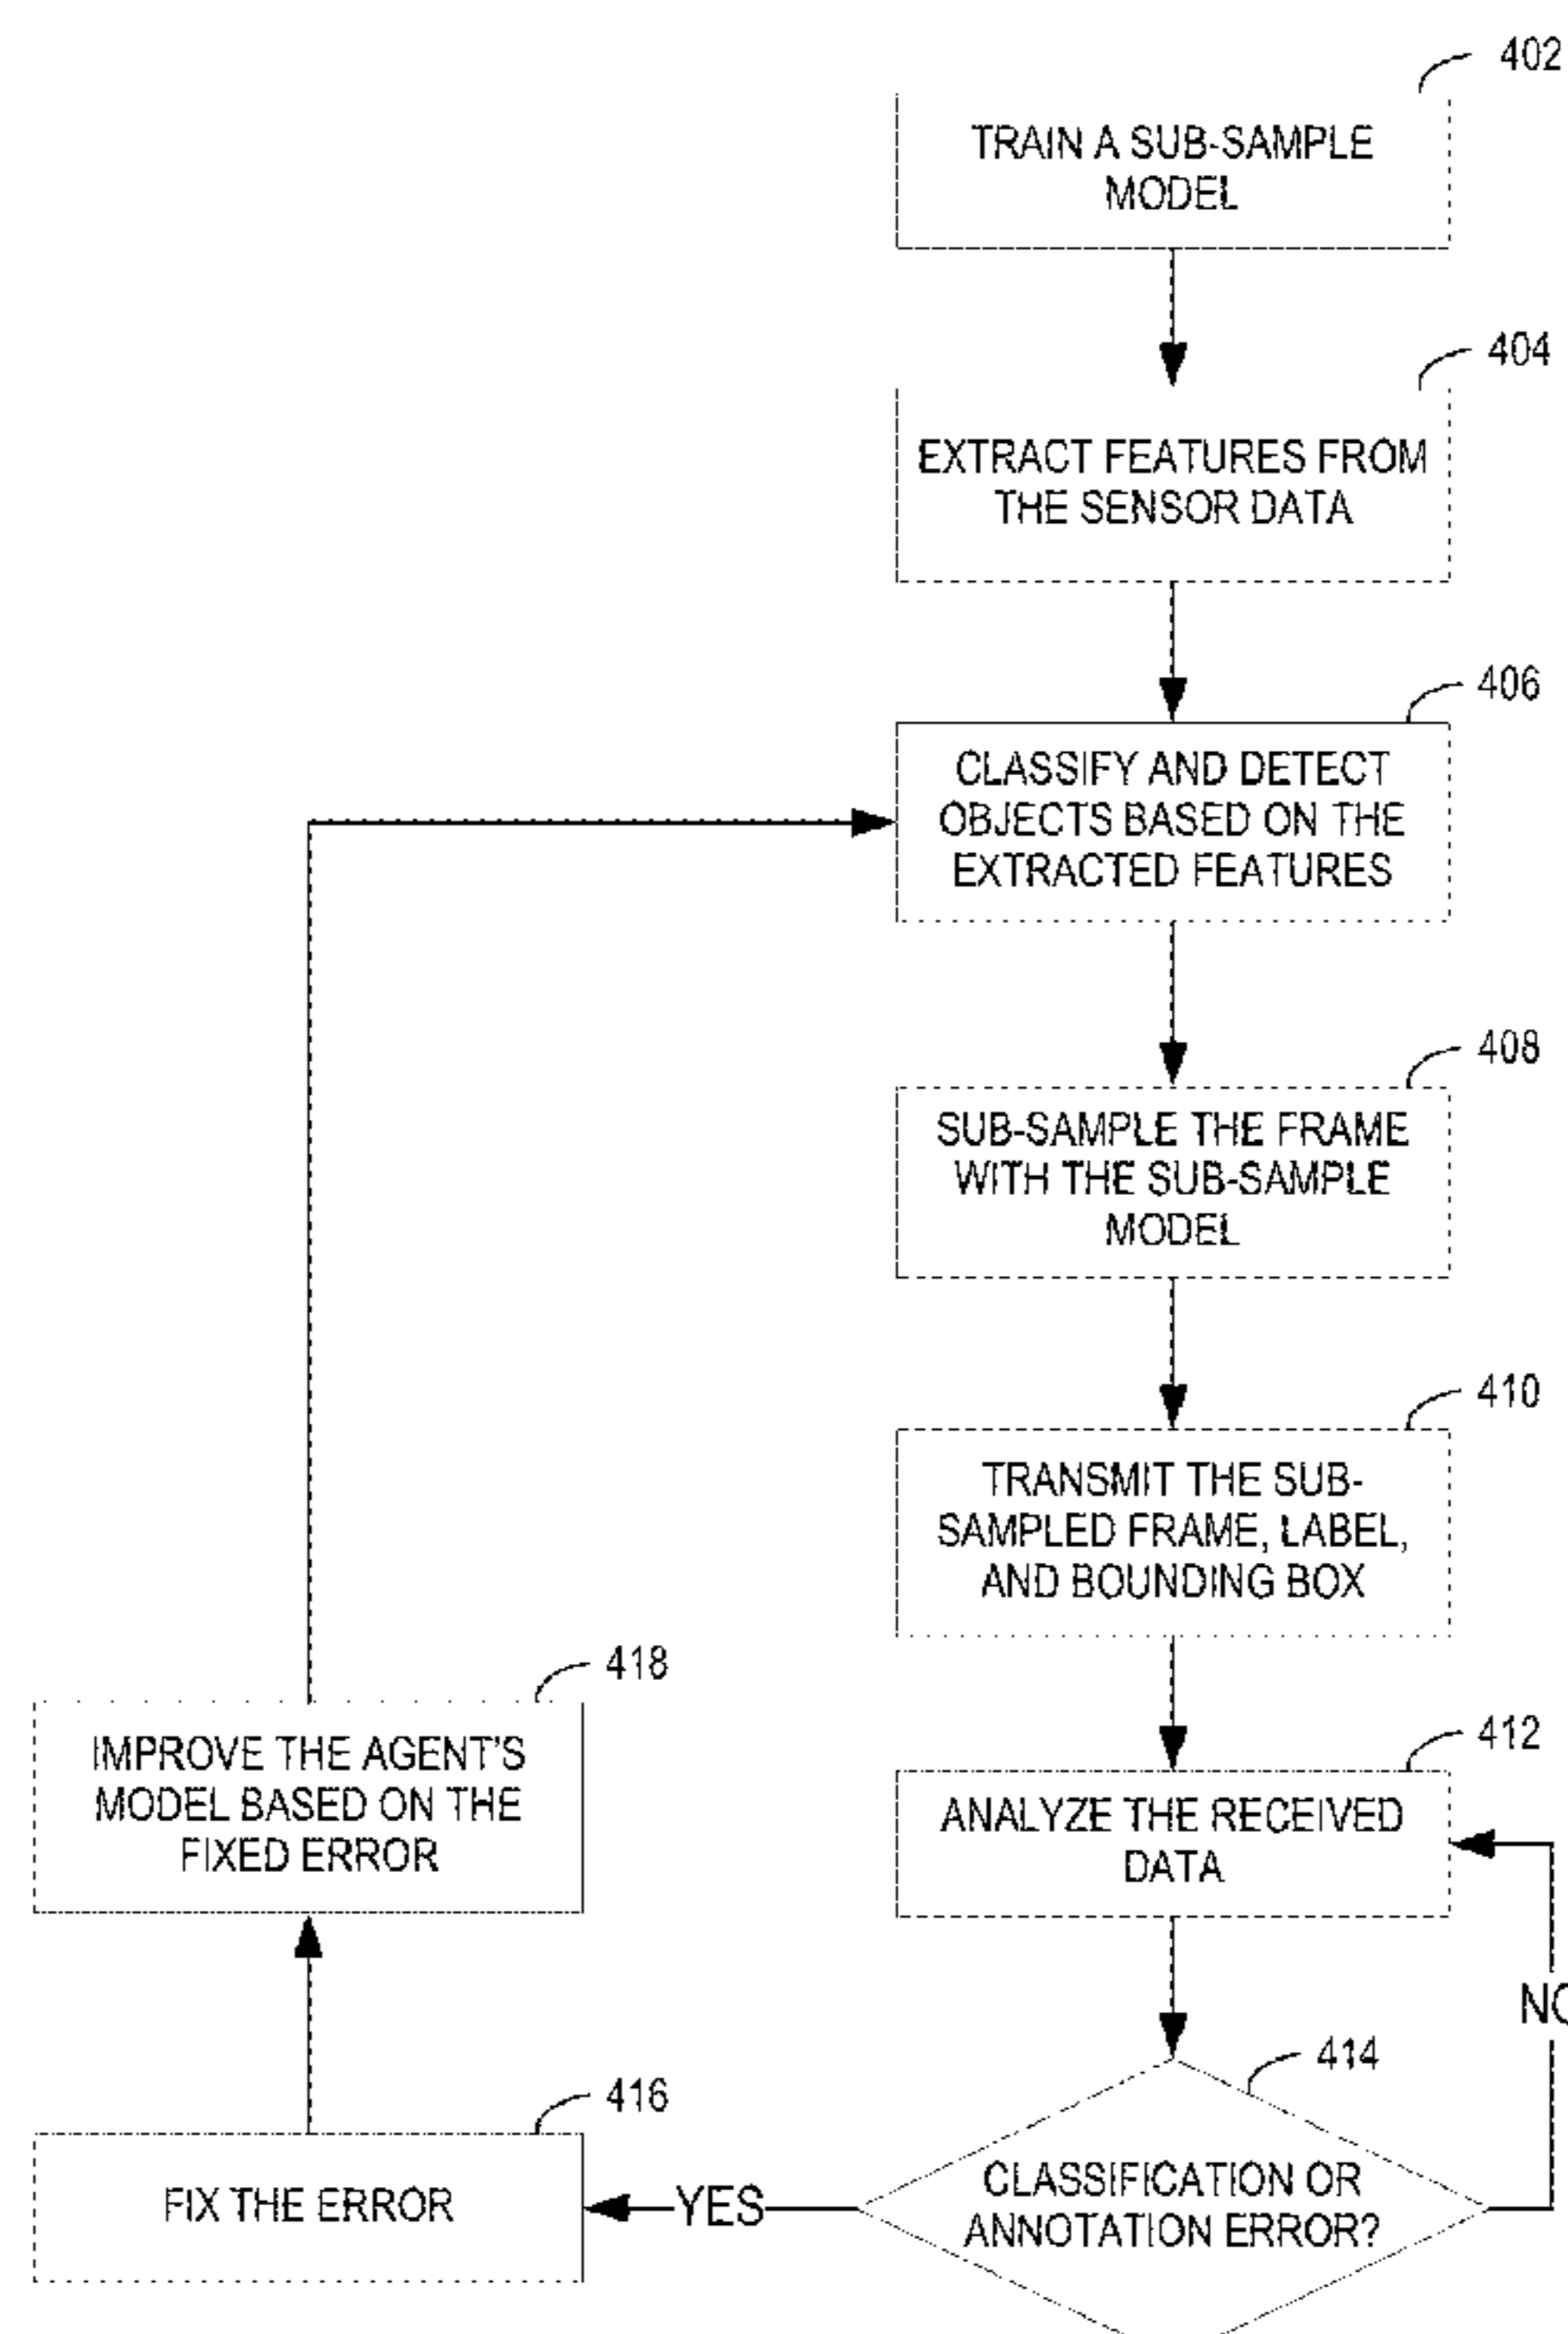 402
TRAIN A SUB-SAMPLE
MODEL
404
EXTRACT FEATURES FROM
THE SENSOR DATA
406
CLASSIFY AND DETECT
OBJECTS BASED ON THE
EXTRACTED FEATURES
408
SUB-SAMPLE THE FRAME
WITH THE SUB-SAMPLE
MODEL
410
TRANSMIT THE SUB-
SAMPLED FRAME, LABEL,
AND BOUNDING BOX
418
IMPROVE THE AGENT'S
MODEL BASED ON THE
FIXED ERROR
412
ANALYZE THE RECEIVED
DATA
NO
414
CLASSIFICATION OR
ANNOTATION ERROR?
YES
416
FIX THE ERROR